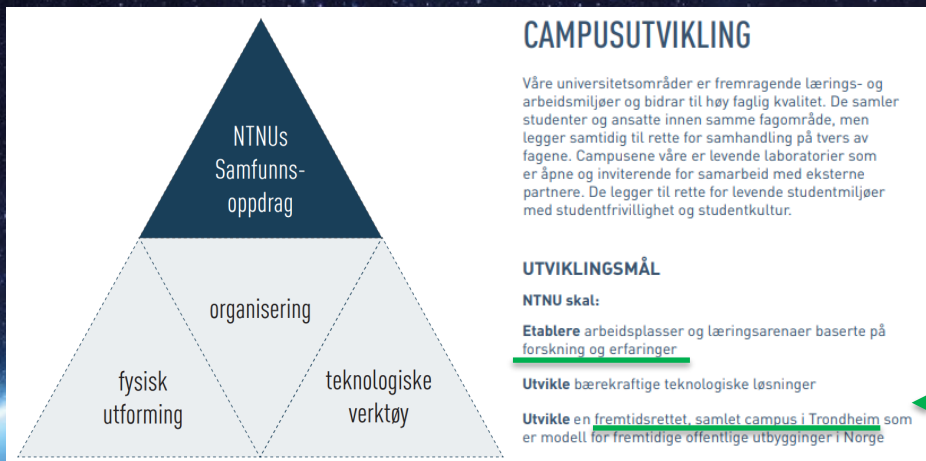 NTNUs
Samfunns-
oppdrag
organisering
fysisk
utforming
teknologiske
verktøy
CAMPUSUTVIKLING
Våre universitetsområder er fremragende lærings- og
arbeidsmiljøer og bidrar til høy faglig kvalitet. De samler
studenter og ansatte innen samme fagområde, men
legger samtidig til rette for samhandling på tvers av
fagene. Campusene våre er levende laboratorier som
er åpne og inviterende for samarbeid med eksterne
partnere. De legger til rette for levende studentmiljøer
med studentfrivillighet og studentkultur.
UTVIKLINGSMÅL
NTNU skal:
Etablere arbeidsplasser og læringsarenaer baserte på
forskning og erfaringer
Utvikle bærekraftige teknologiske løsninger
Utvikle en fremtidsrettet, samlet campus i Trondheim som
er modell for fremtidige offentlige utbygginger i Norge